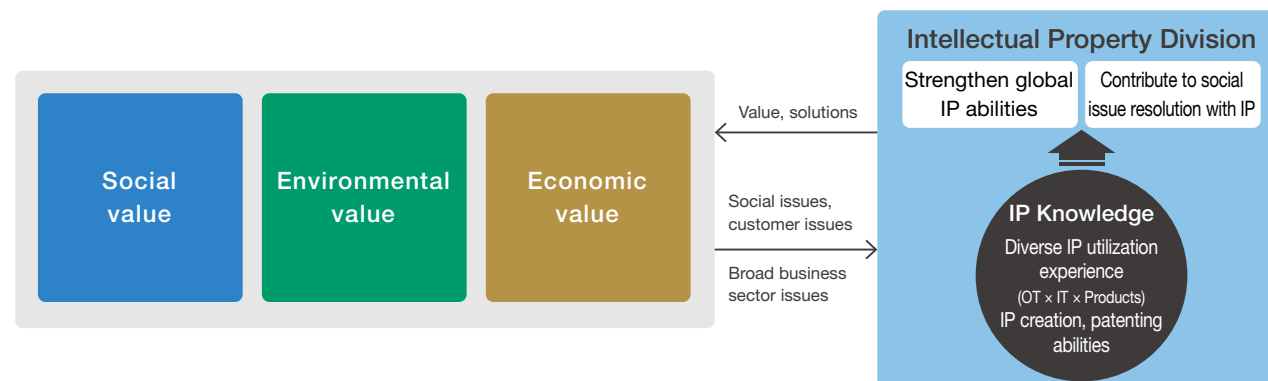 Social
value
Environmental
value
Economic
value
Value, solutions
Social issues,
customer issues
Broad business
sector issues
Intellectual Property Division
Strengthen global
IP abilities
Contribute to social
issue resolution with IP
IP Knowledge
Diverse IP utilization
experience
(OT × IT × Products)
IP creation, patenting
abilities